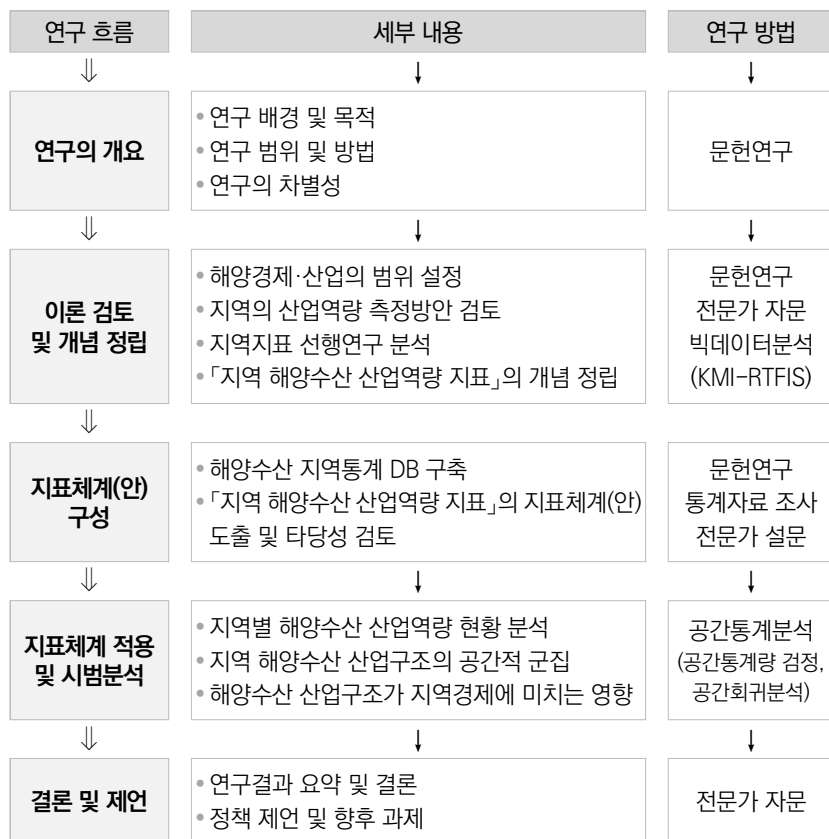 연구 흐름
세부 내용
연구 방법
⇓
↓
↓
연구의 개요
• 연구 배경 및 목적
• 연구 범위 및 방법
• 연구의 차별성
문헌연구
⇓
↓
↓
이론 검토
및 개념 정립
• 해양경제·산업의 범위 설정
• 지역의 산업역량 측정방안 검토
• 지역지표 선행연구 분석
• 「지역 해양수산 산업역량 지표」의 개념 정립
문헌연구
전문가 자문
빅데이터분석
(KMI-RTFIS)
⇓
↓
↓
지표체계(안)
구성
• 해양수산 지역통계 DB 구축
• 「지역 해양수산 산업역량 지표」의 지표체계(안)
도출 및 타당성 검토
문헌연구
통계자료 조사
전문가 설문
⇓
↓
↓
지표체계 적용
및 시범분석
• 지역별 해양수산 산업역량 현황 분석
• 지역 해양수산 산업구조의 공간적 군집
• 해양수산 산업구조가 지역경제에 미치는 영향
공간통계분석
(공간통계량 검정,
공간회귀분석)
⇓
↓
↓
결론 및 제언
• 연구결과 요약 및 결론
• 정책 제언 및 향후 과제
전문가 자문